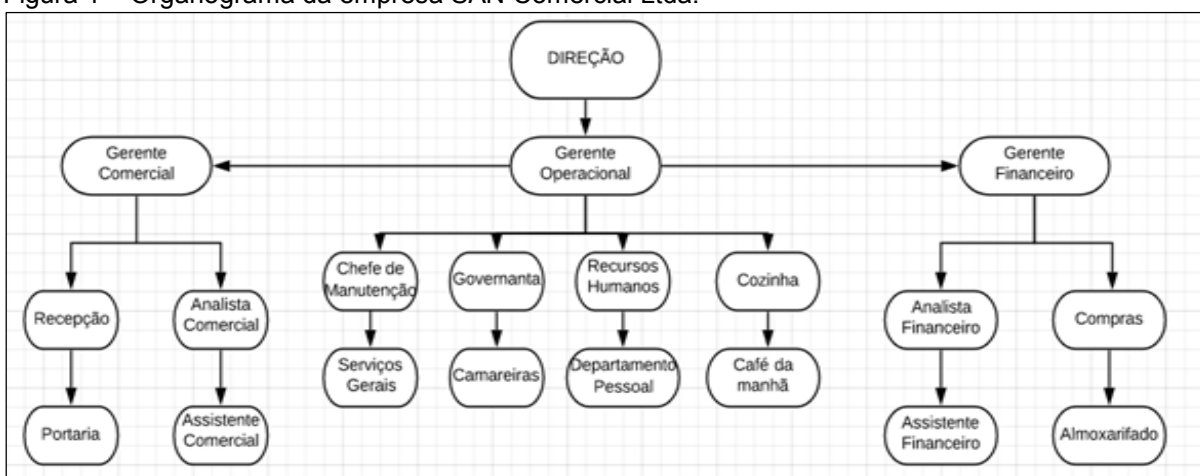 Figura 1 – Organograma da empresa SAN Comercial Ltda.
DIREÇÃO
Gerente
Comercial
Gerente
Operacional
Gerente
Financeiro
Chefe de
Manutenção
Governanta
Recursos
Humanos
Cozinha
Recepção
Analista
Comercial
Analista
Financeiro
Compras
Serviços
Gerais
Camareiras
Departamento
Pessoal
Café da
manhã
Portaria
Assistente
Comercial
Assistente
Financeiro
Almoxarifado